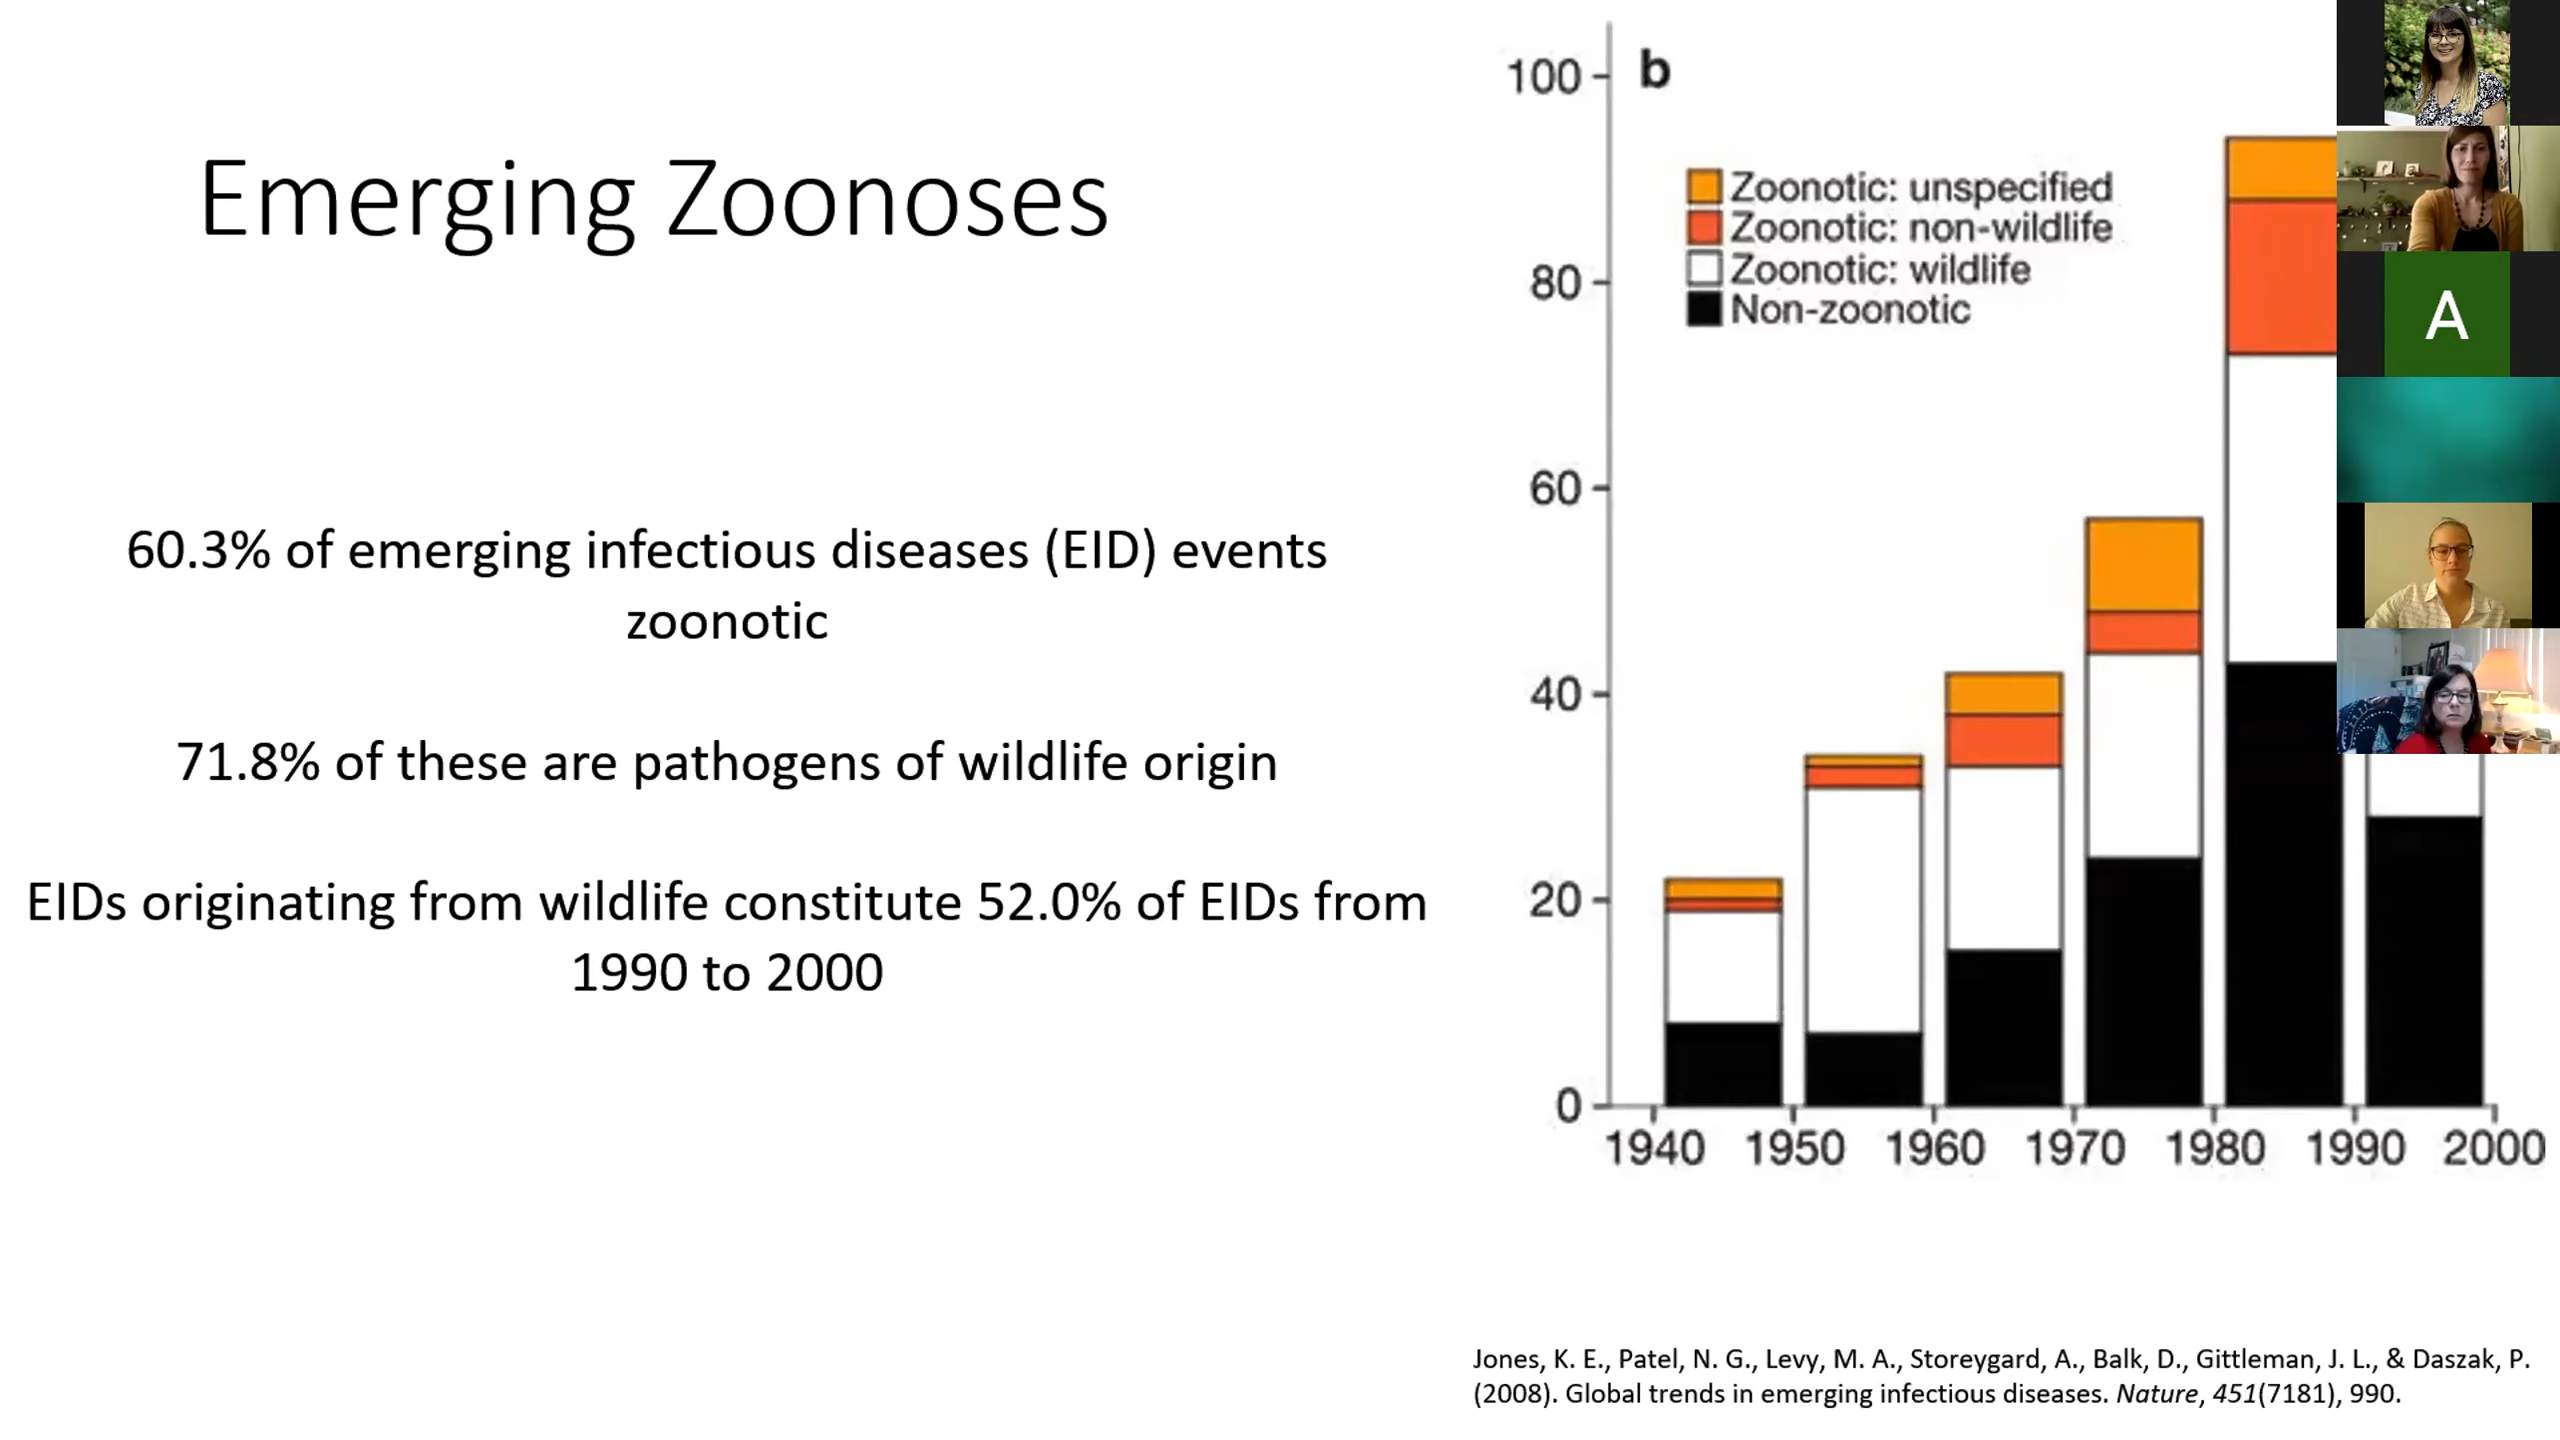 Emerging Zoonoses
60.3% of emerging infectious diseases (EID) events
zoonotic
71.8% of these are pathogens of wildlife origin
EIDs originating from wildlife constitute 52.0% of EIDs from
1990 to 2000
b
100
80
60
40
20
0
Zoonotic: unspecified
Zoonotic: non-wildlife
Zoonotic: wildlife
Non-zoonotic
1940 1950 1960 1970 1980 1990 2000
A
Jones, K. E., Patel, N. G., Levy, M. A., Storeygard, A., Balk, D., Gittleman, J. L., & Daszak, P.
(2008). Global trends in emerging infectious diseases. Nature, 451(7181), 990.